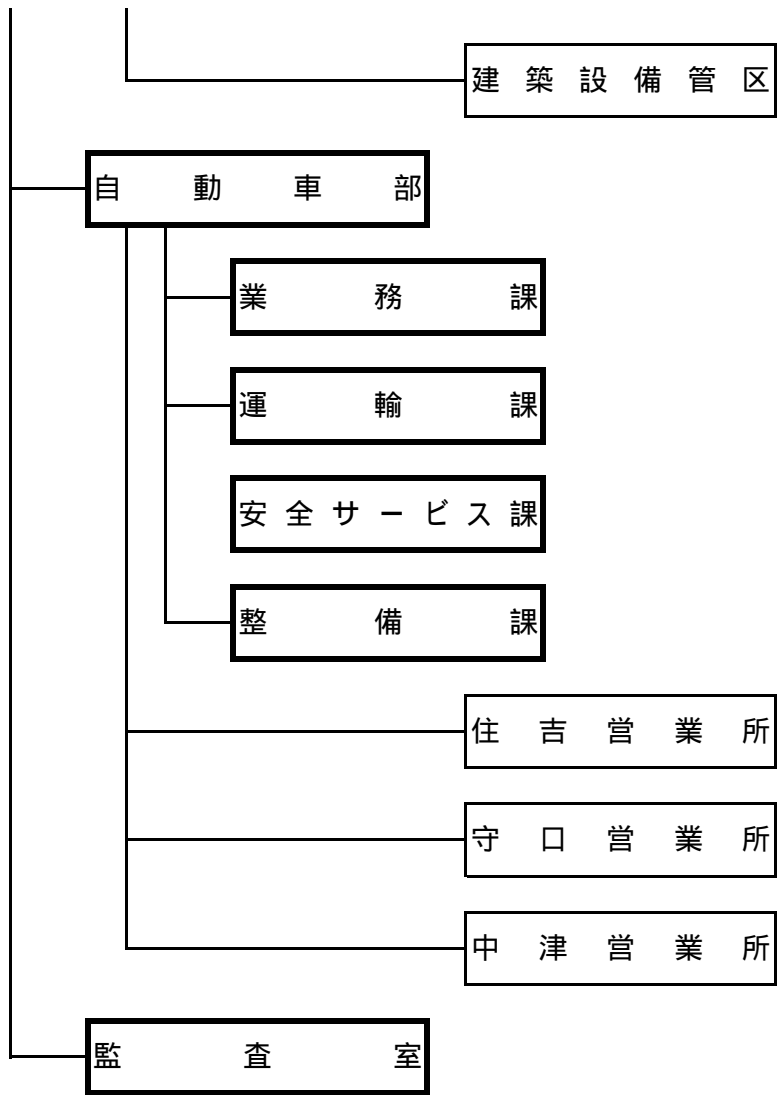 建築設備管区
自動車部
業務課
運輸課
安全サービス課
整備課
住吉営業所
守口営業所
中津営業所
監査室